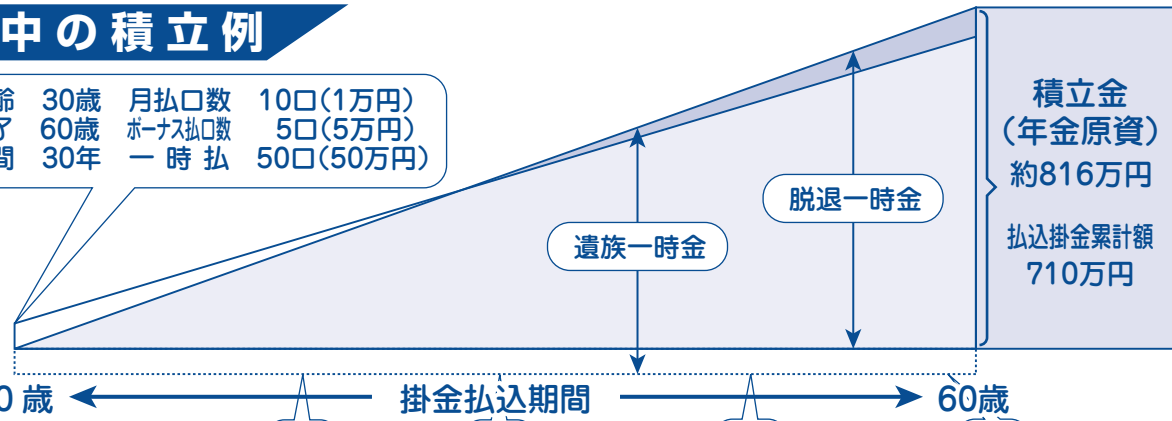 中の積立例
齢 30歳 月払口数 10口(1万円)
了 60歳 ボーナス払口数 5口(5万円)
間 30年 一時払 50口(50万円)
積立金
(年金原資)
約816万円
脱退一時金
払込掛金累計額
遺族一時金
710万円
0歳 掛金払込期間 60歳